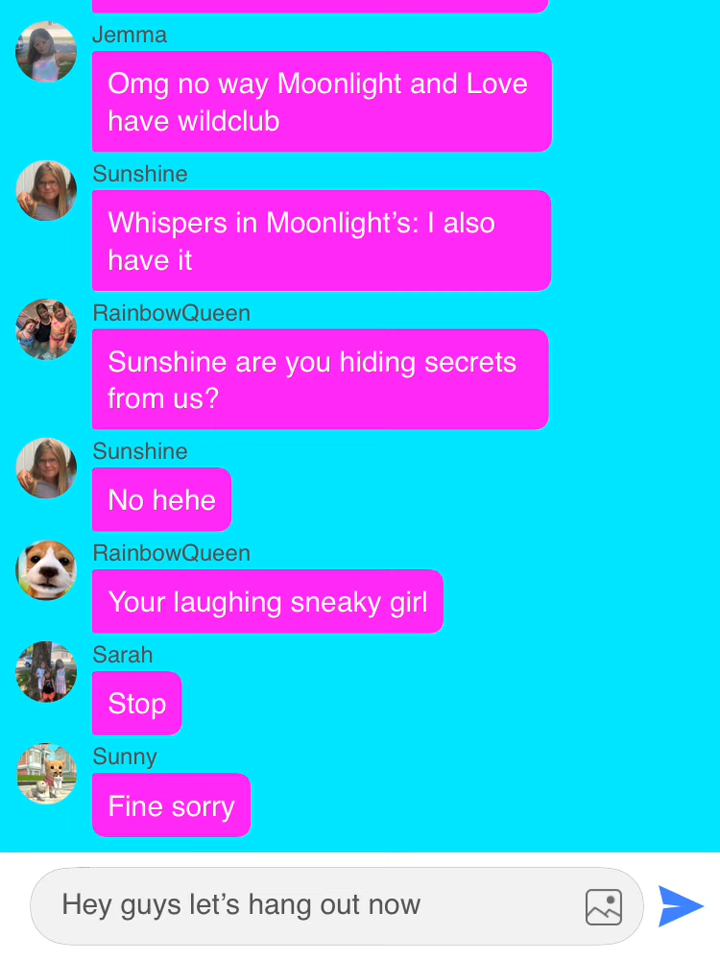 Jemma
Omg no way Moonlight and Love
have wildclub
Sunshine
Whispers in Moonlight’s: I also
have it
RainbowQueen
Sunshine are you hiding secrets
from us?
Sunshine
No hehe
RainbowQueen
Your laughing sneaky girl
Sarah
Stop
Sunny
Fine sorry
Hey guys let’s hang out now